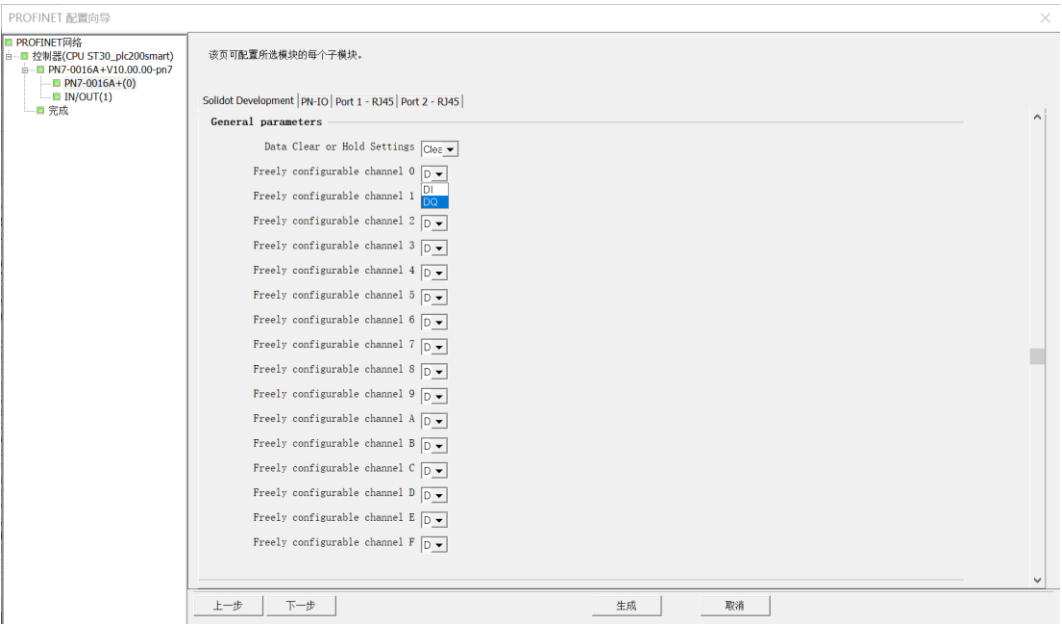 PROFINET 配置向导
PROFINET网络
控制器(CPU ST30_plc200smart)
PN7-0016A+V10.00.00-pn7
PN7-0016A+(0)
IN/OUT(1)
完成
该页可配置所选模块的每个子模块。
Solidot Development PN-IO Port 1 - RJ45 Port 2 - RJ45
General parameters
Data Clear or Hold Settings Clea
Freely configurable channel 0 D
DI
Freely configurable channel 1 DQ
Freely configurable channel 2 D
Freely configurable channel 3 D
Freely configurable channel 4 D
Freely configurable channel 5 D
Freely configurable channel 6 D
Freely configurable channel 7 D
Freely configurable channel 8 D
Freely configurable channel 9 D
Freely configurable channel A D
Freely configurable channel B D
Freely configurable channel C D
Freely configurable channel D D
Freely configurable channel E D
Freely configurable channel F D
上一步 下一步 生成 取消